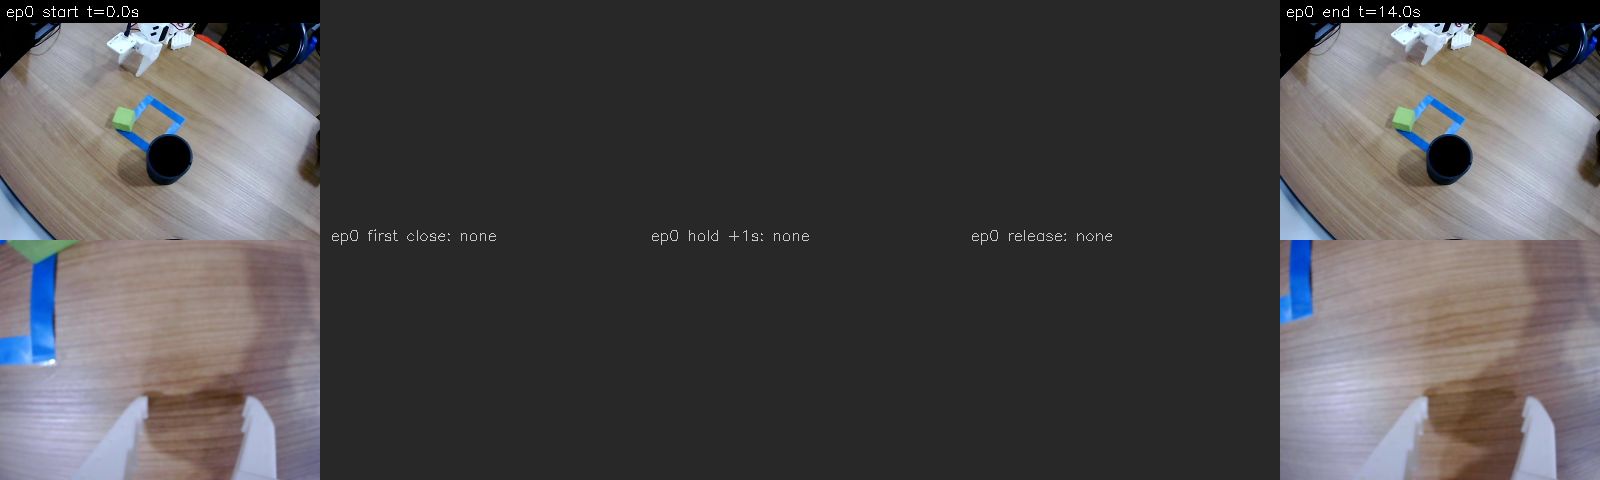 ep0 start t=0.0s
ep0 first close: none
ep0 hold +1s: none
ep0 release: none
ep0 end t=14.0s